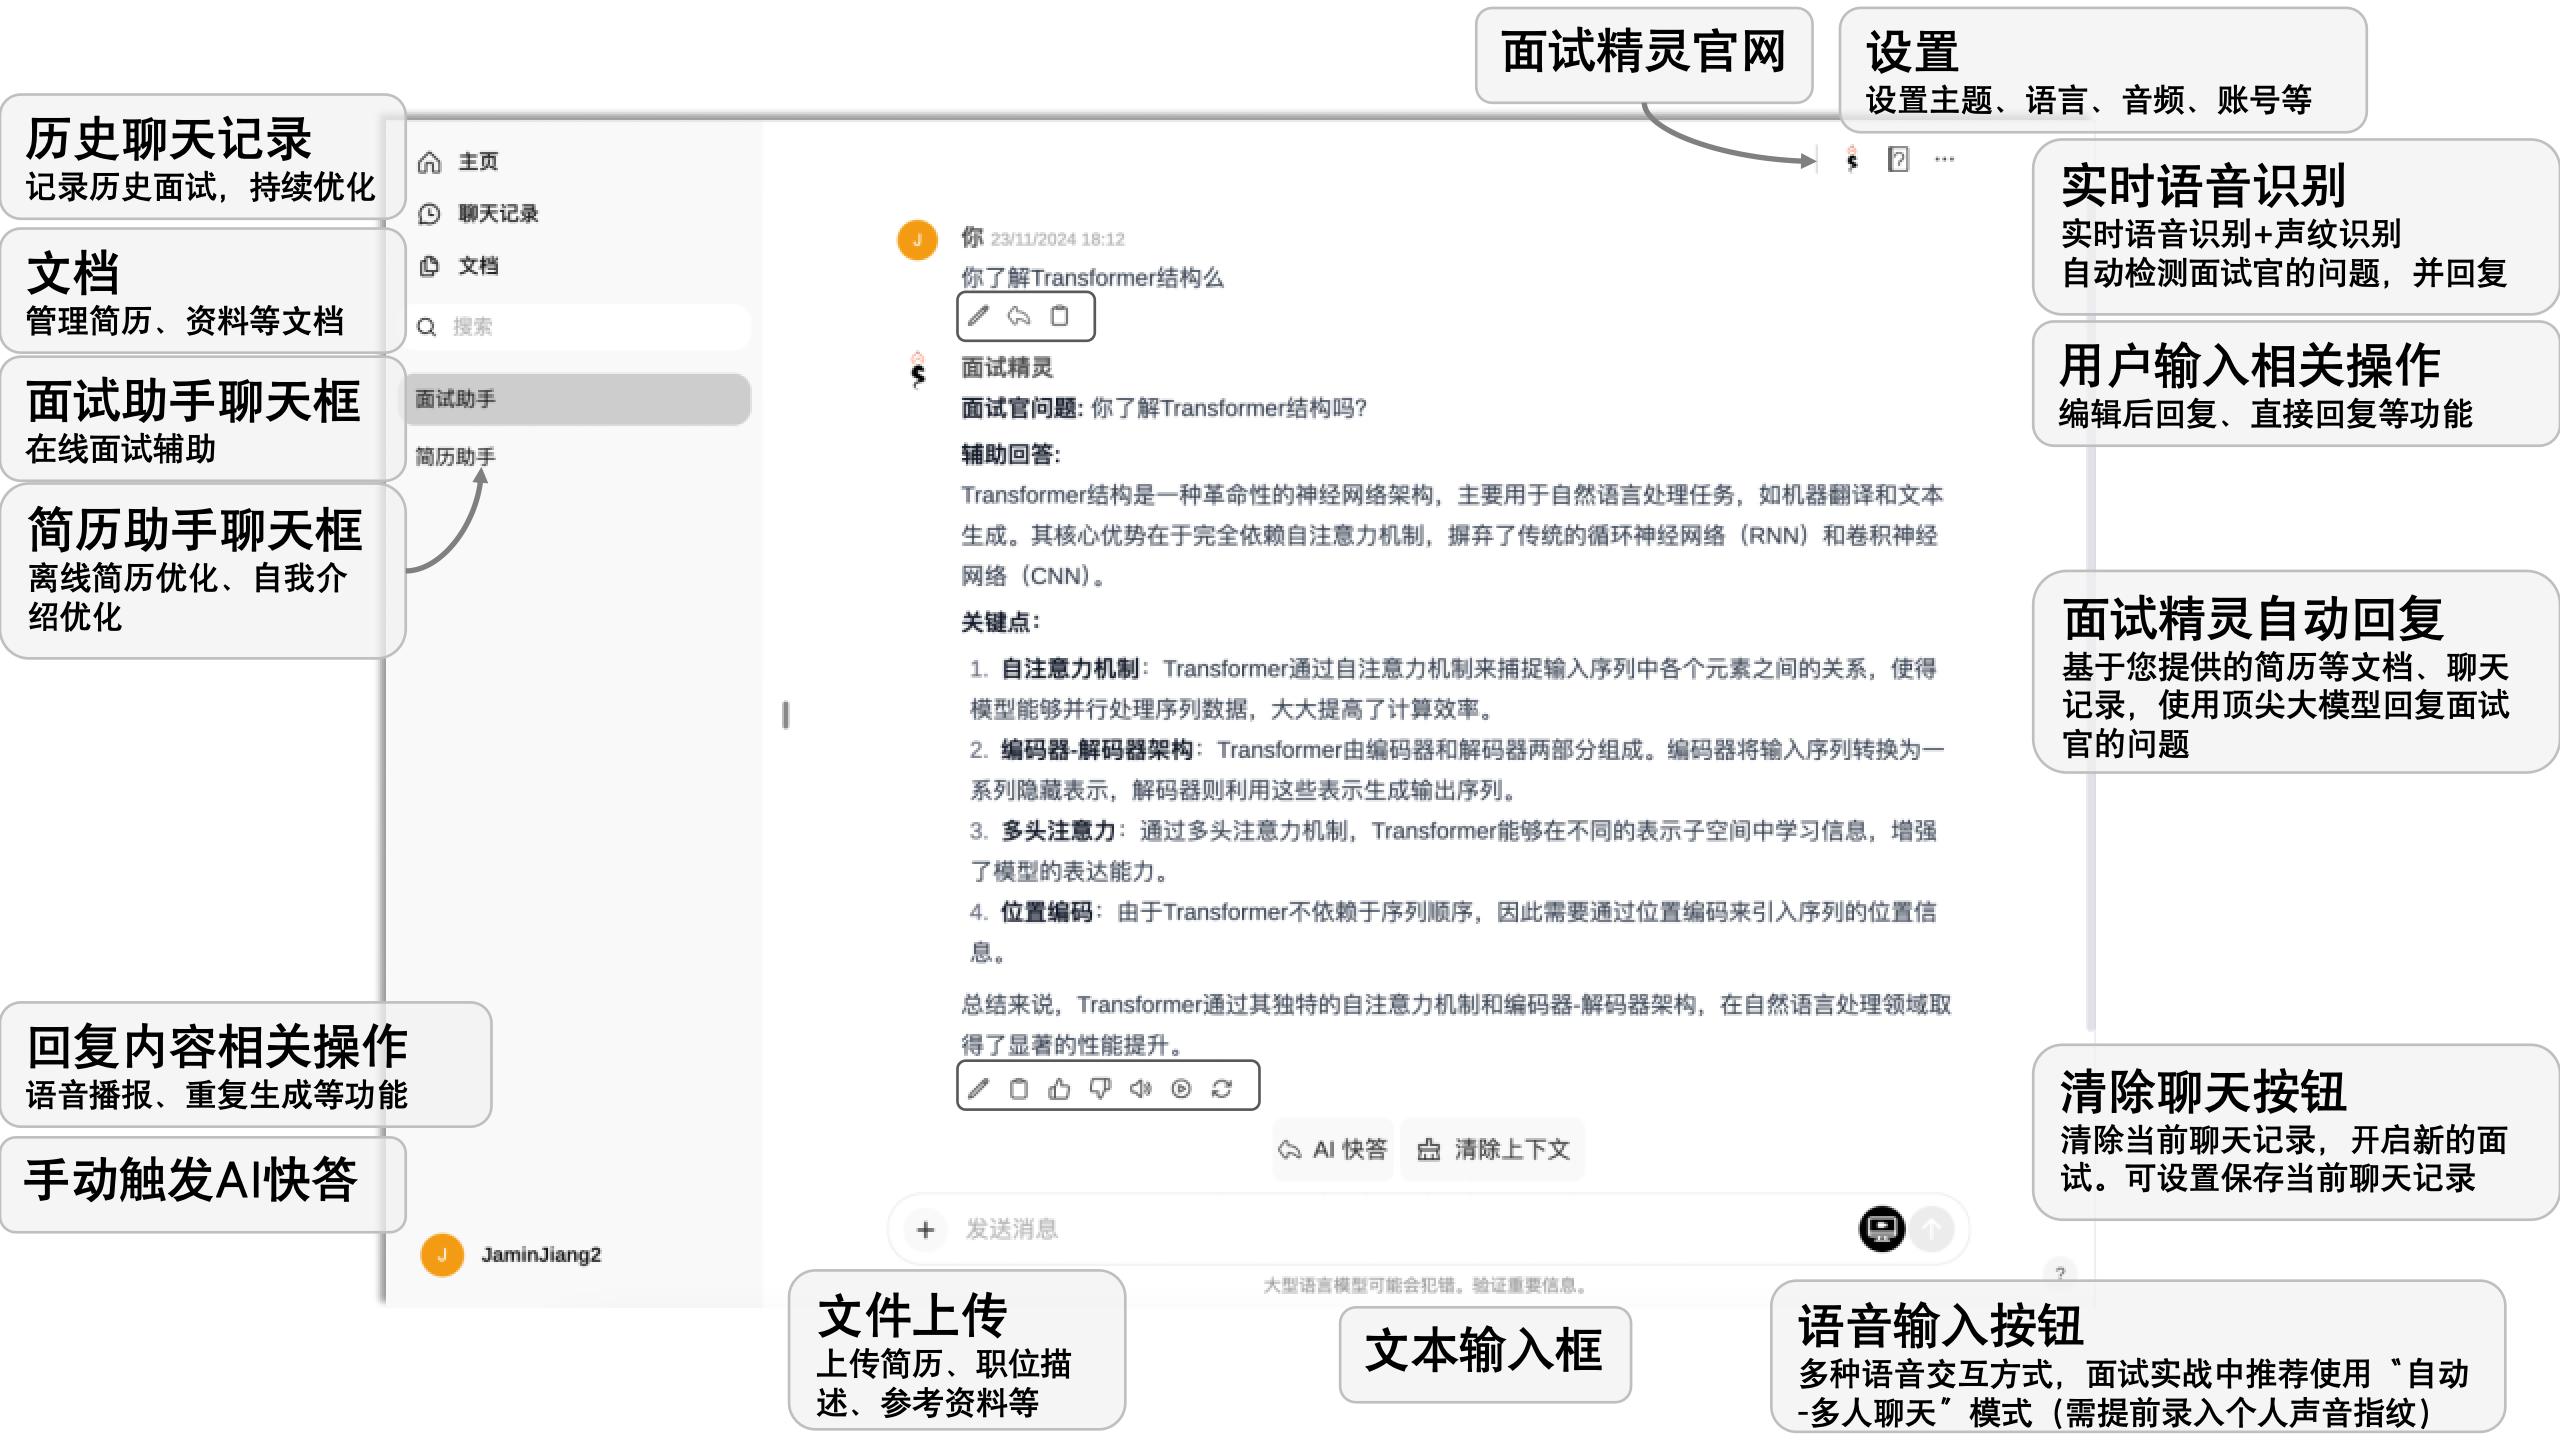 面试精灵官网
设置
设置主题、语言、音频、账号等
历史聊天记录
记录历史面试，持续优化
文档
管理简历、资料等文档
面试助手聊天框
在线面试辅助
简历助手聊天框
离线简历优化、自我介
绍优化
回复内容相关操作
语音播报、重复生成等功能
手动触发AI快答
主页
聊天记录
文档
搜索
面试助手
简历助手
J
JaminJiang2
J
你 23/11/2024 18:12
你了解Transformer结构么
面试精灵
面试官问题: 你了解Transformer结构吗?
辅助回答:
Transformer结构是一种革命性的神经网络架构，主要用于自然语言处理任务，如机器翻译和文本
生成。其核心优势在于完全依赖自注意力机制，摒弃了传统的循环神经网络（RNN）和卷积神经
网络（CNN）。
关键点：
1. 自注意力机制：Transformer通过自注意力机制来捕捉输入序列中各个元素之间的关系，使得
模型能够并行处理序列数据，大大提高了计算效率。
2. 编码器-解码器架构：Transformer由编码器和解码器两部分组成。编码器将输入序列转换为一
系列隐藏表示，解码器则利用这些表示生成输出序列。
3. 多头注意力：通过多头注意力机制，Transformer能够在不同的表示子空间中学习信息，增强
了模型的表达能力。
4. 位置编码：由于Transformer不依赖于序列顺序，因此需要通过位置编码来引入序列的位置信
息。
总结来说，Transformer通过其独特的自注意力机制和编码器-解码器架构，在自然语言处理领域取
得了显著的性能提升。
AI 快答
清除上下文
发送消息
大型语言模型可能会犯错。验证重要信息。
?
实时语音识别
实时语音识别+声纹识别
自动检测面试官的问题，并回复
用户输入相关操作
编辑后回复、直接回复等功能
面试精灵自动回复
基于您提供的简历等文档、聊天
记录，使用顶尖大模型回复面试
官的问题
清除聊天按钮
清除当前聊天记录，开启新的面
试。可设置保存当前聊天记录
文件上传
上传简历、职位描
述、参考资料等
文本输入框
语音输入按钮
多种语音交互方式，面试实战中推荐使用〝自动
-多人聊天〞模式（需提前录入个人声音指纹）